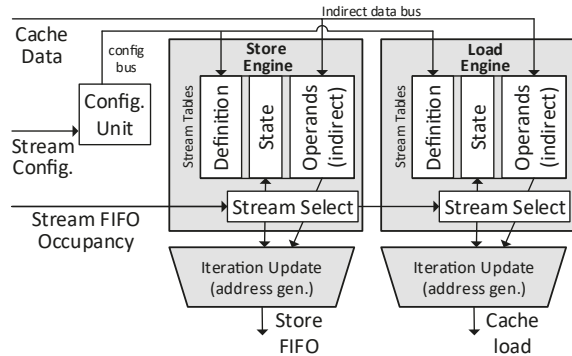 Indirect data bus
Cache
Data
config
bus
Store
Engine
Load
Engine
Config.
Unit
Stream Tables
Definition
State
Operands
(indirect)
Stream Tables
Definition
State
Operands
(indirect)
Stream
Config.
Stream Select
Stream Select
Stream FIFO
Occupancy
Iteration Update
(address gen.)
Iteration Update
(address gen.)
Store
FIFO
Cache
load